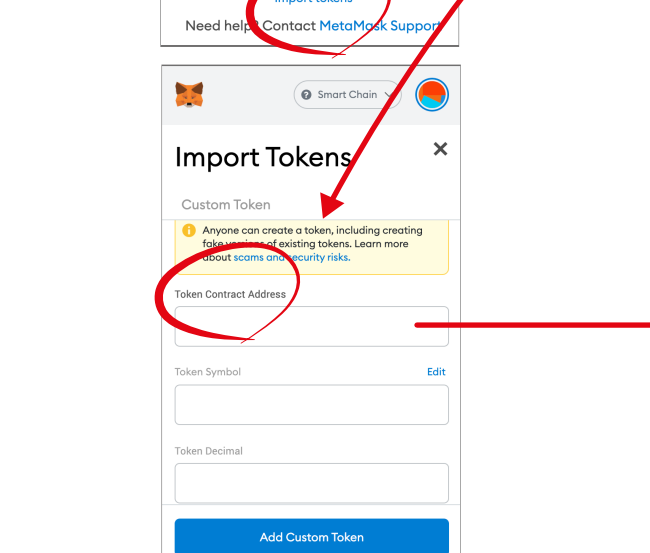 Import tokens
Need help? Contact MetaMask Support
Smart Chain
Import Tokens
Custom Token
Anyone can create a token, including creating
fake versions of existing tokens. Learn more
about scams and security risks.
Token Contract Address
Token Symbol
Edit
Token Decimal
Add Custom Token